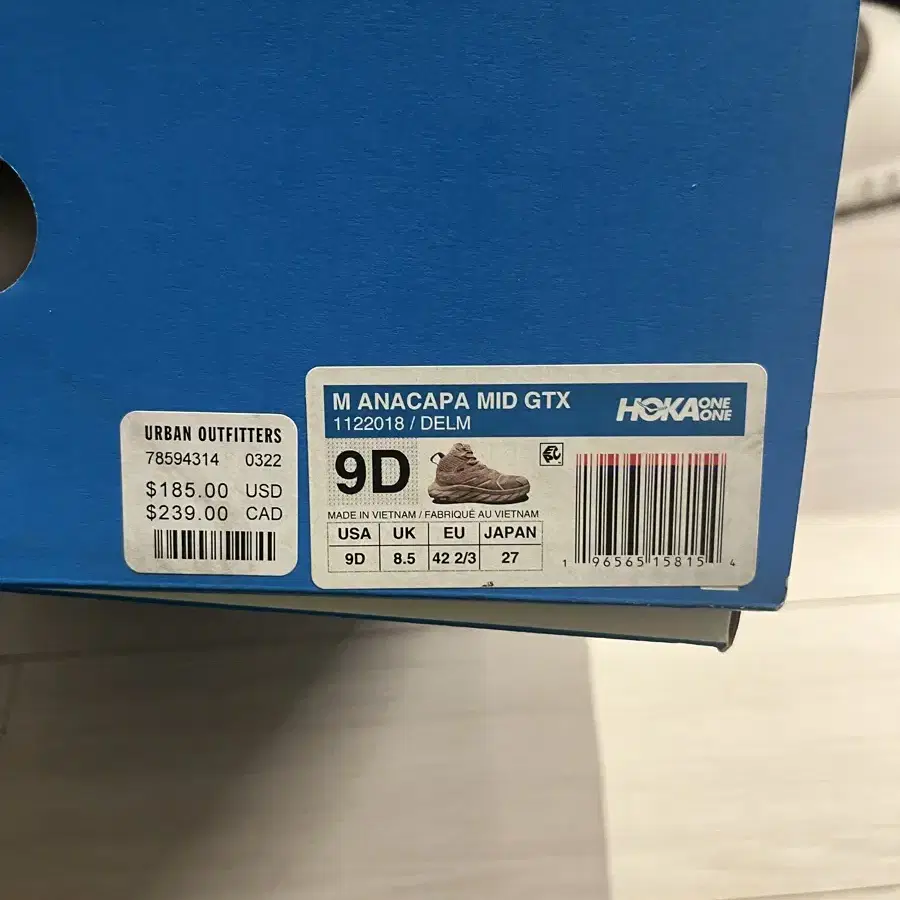 URBAN OUTFITTERS
78594314 0322
$185.00 USD
$239.00 CAD
M ANACAPA MID GTX
1122018 / DELM
HOKA ONE ONE
9D
MADE IN VIETNAM / FABRIQUÉ AU VIETNAM
USA UK EU JAPAN
9D 8.5 42 2/3 27
1 96565 15815 4